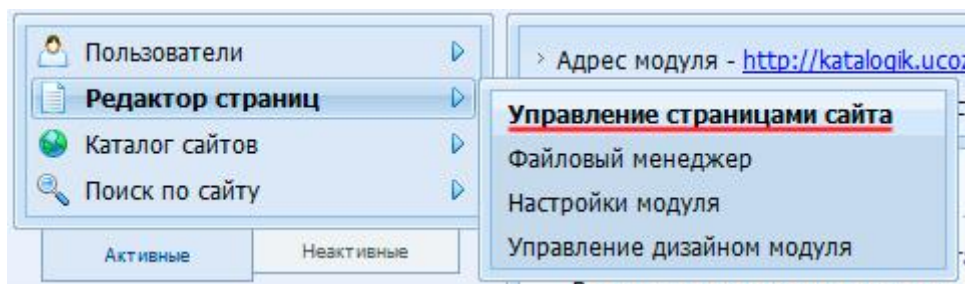 Пользователи
Редактор страниц
Каталог сайтов
Поиск по сайту
Активные
Неактивные
Адрес модуля - http://katalogik.ucoz
Управление страницами сайта
Файловый менеджер
Настройки модуля
Управление дизайном модуля